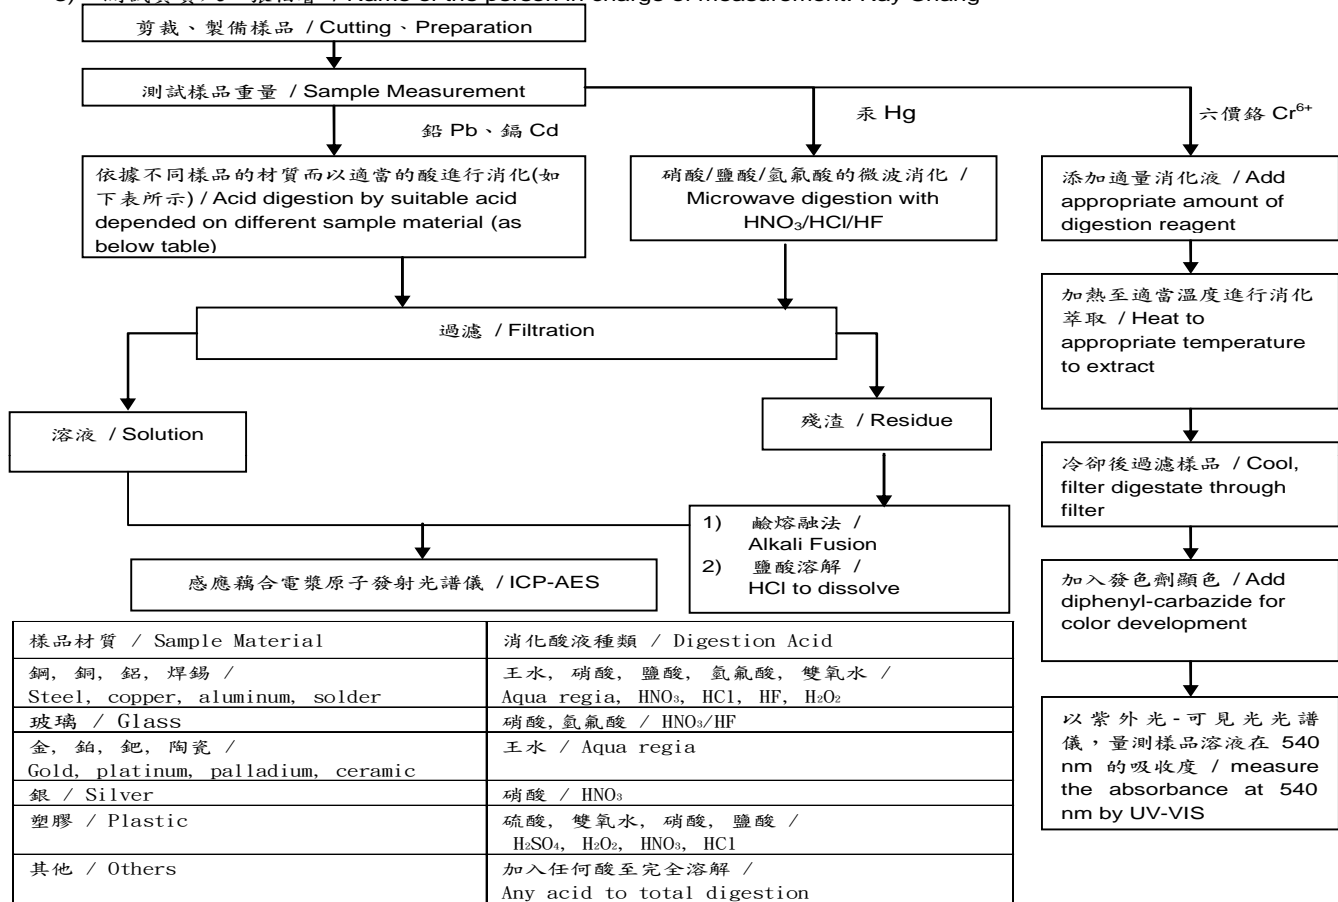 Name of the person in charge of measurement: Ray Chang
剪裁、製備樣品 / Cutting、Preparation
測試樣品重量 / Sample Measurement
鉛 Pb、鎘 Cd
汞 Hg
六價鉻 Cr⁶⁺
依據不同樣品的材質而以適當的酸進行消化(如
下表所示) / Acid digestion by suitable acid
depended on different sample material (as
below table)
硝酸/鹽酸/氫氟酸的微波消化 /
Microwave digestion with
HNO₃/HCl/HF
添加適量消化液 / Add
appropriate amount of
digestion reagent
過濾 / Filtration
加熱至適當溫度進行消化
萃取 / Heat to
appropriate temperature
to extract
溶液 / Solution
殘渣 / Residue
冷卻後過濾樣品 / Cool,
filter digestate through
filter
1) 鹼熔融法 /
Alkali Fusion
2) 鹽酸溶解 /
HCl to dissolve
感應藕合電漿原子發射光譜儀 / ICP-AES
加入發色劑顯色 / Add
diphenyl-carbazide for
color development
以紫外光-可見光光譜
儀，量測樣品溶液在 540
nm 的吸收度 / measure
the absorbance at 540
nm by UV-VIS
樣品材質 / Sample Material
消化酸液種類 / Digestion Acid
鋼, 銅, 鋁, 焊錫 /
Steel, copper, aluminum, solder
王水, 硝酸, 鹽酸, 氫氟酸, 雙氧水 /
Aqua regia, HNO₃, HCl, HF, H₂O₂
玻璃 / Glass
硝酸, 氫氟酸 / HNO₃/HF
金, 鉑, 鈀, 陶瓷 /
Gold, platinum, palladium, ceramic
王水 / Aqua regia
銀 / Silver
硝酸 / HNO₃
塑膠 / Plastic
硫酸, 雙氧水, 硝酸, 鹽酸 /
H₂SO₄, H₂O₂, HNO₃, HCl
其他 / Others
加入任何酸至完全溶解 /
Any acid to total digestion